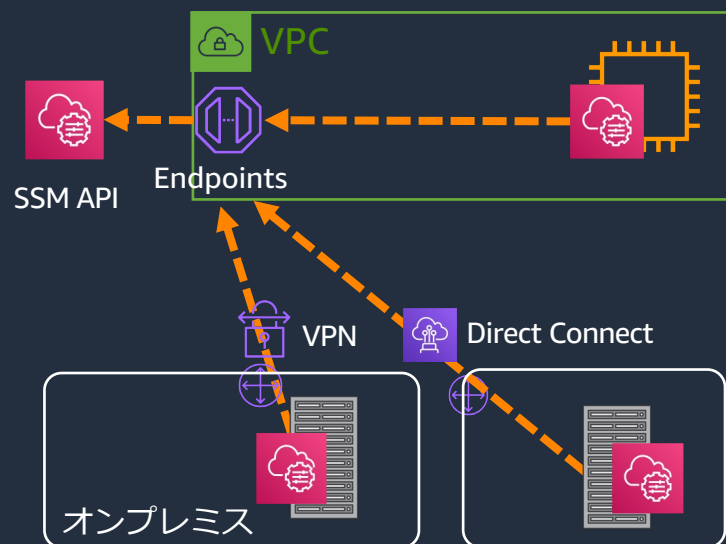 VPC
Endpoints
SSM API
VPN
Direct Connect
オンプレミス